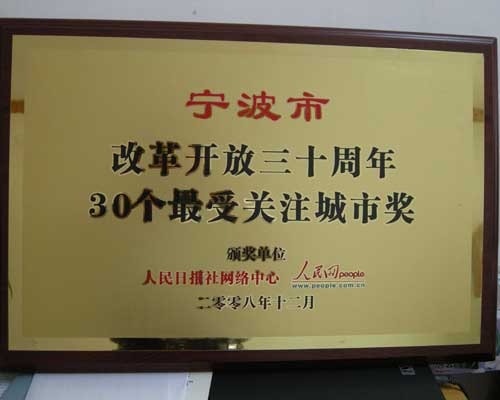 宁波市
改革开放三十周年
30个最受关注城市奖
颁奖单位
人民日报社网络中心 人民网people
www.people.com.cn
二零零八年十二月